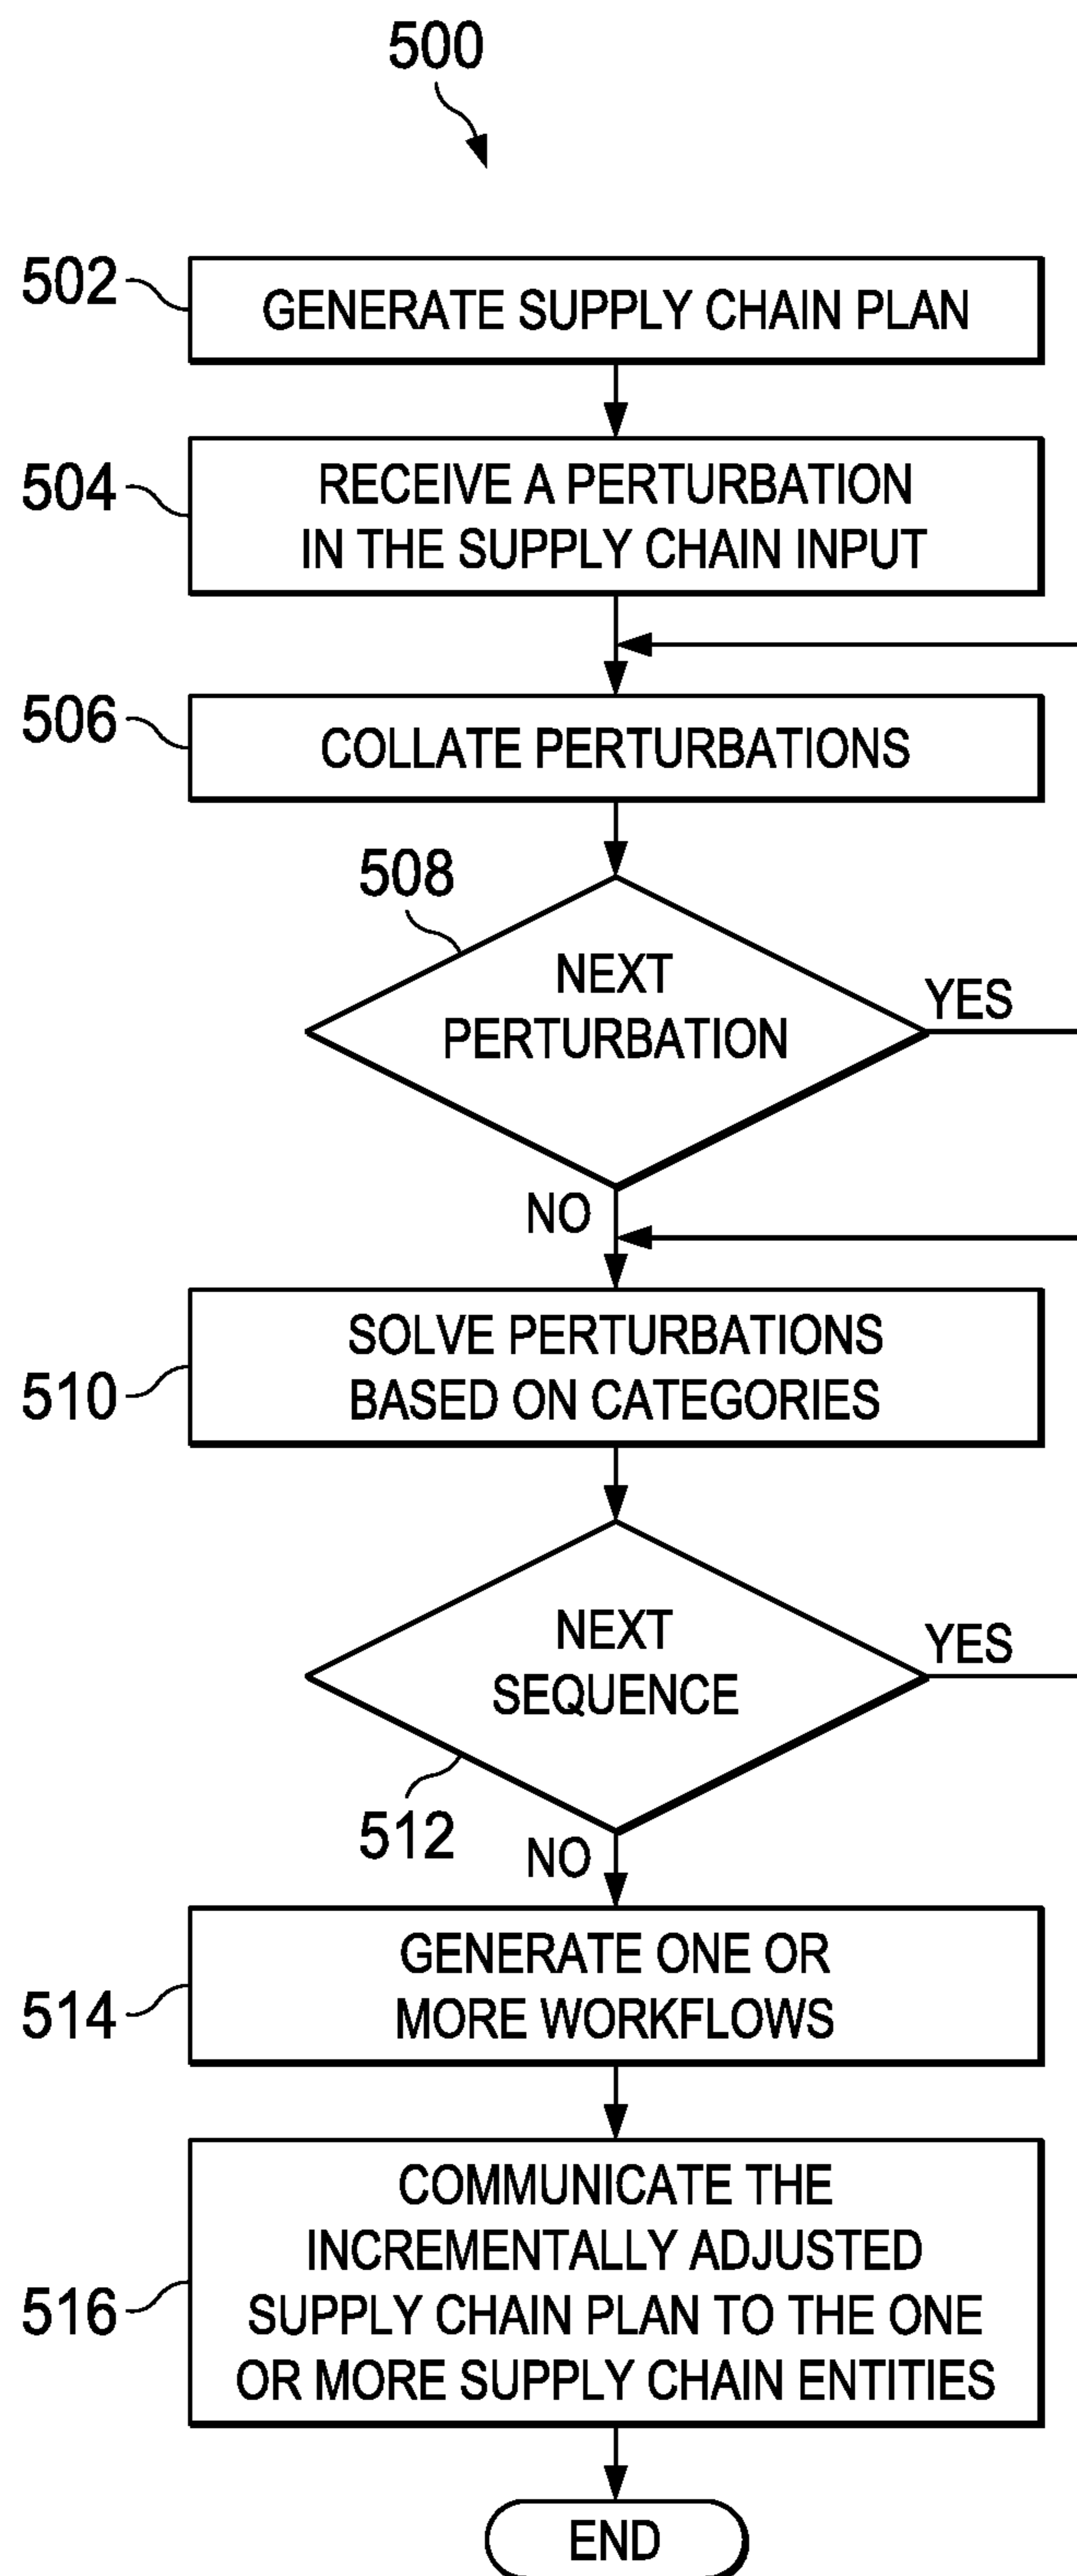 500
502
GENERATE SUPPLY CHAIN PLAN
504
RECEIVE A PERTURBATION
IN THE SUPPLY CHAIN INPUT
506
COLLATE PERTURBATIONS
508
NEXT
PERTURBATION
YES
NO
510
SOLVE PERTURBATIONS
BASED ON CATEGORIES
NEXT
SEQUENCE
YES
512
NO
514
GENERATE ONE OR
MORE WORKFLOWS
516
COMMUNICATE THE
INCREMENTALLY ADJUSTED
SUPPLY CHAIN PLAN TO THE ONE
OR MORE SUPPLY CHAIN ENTITIES
END